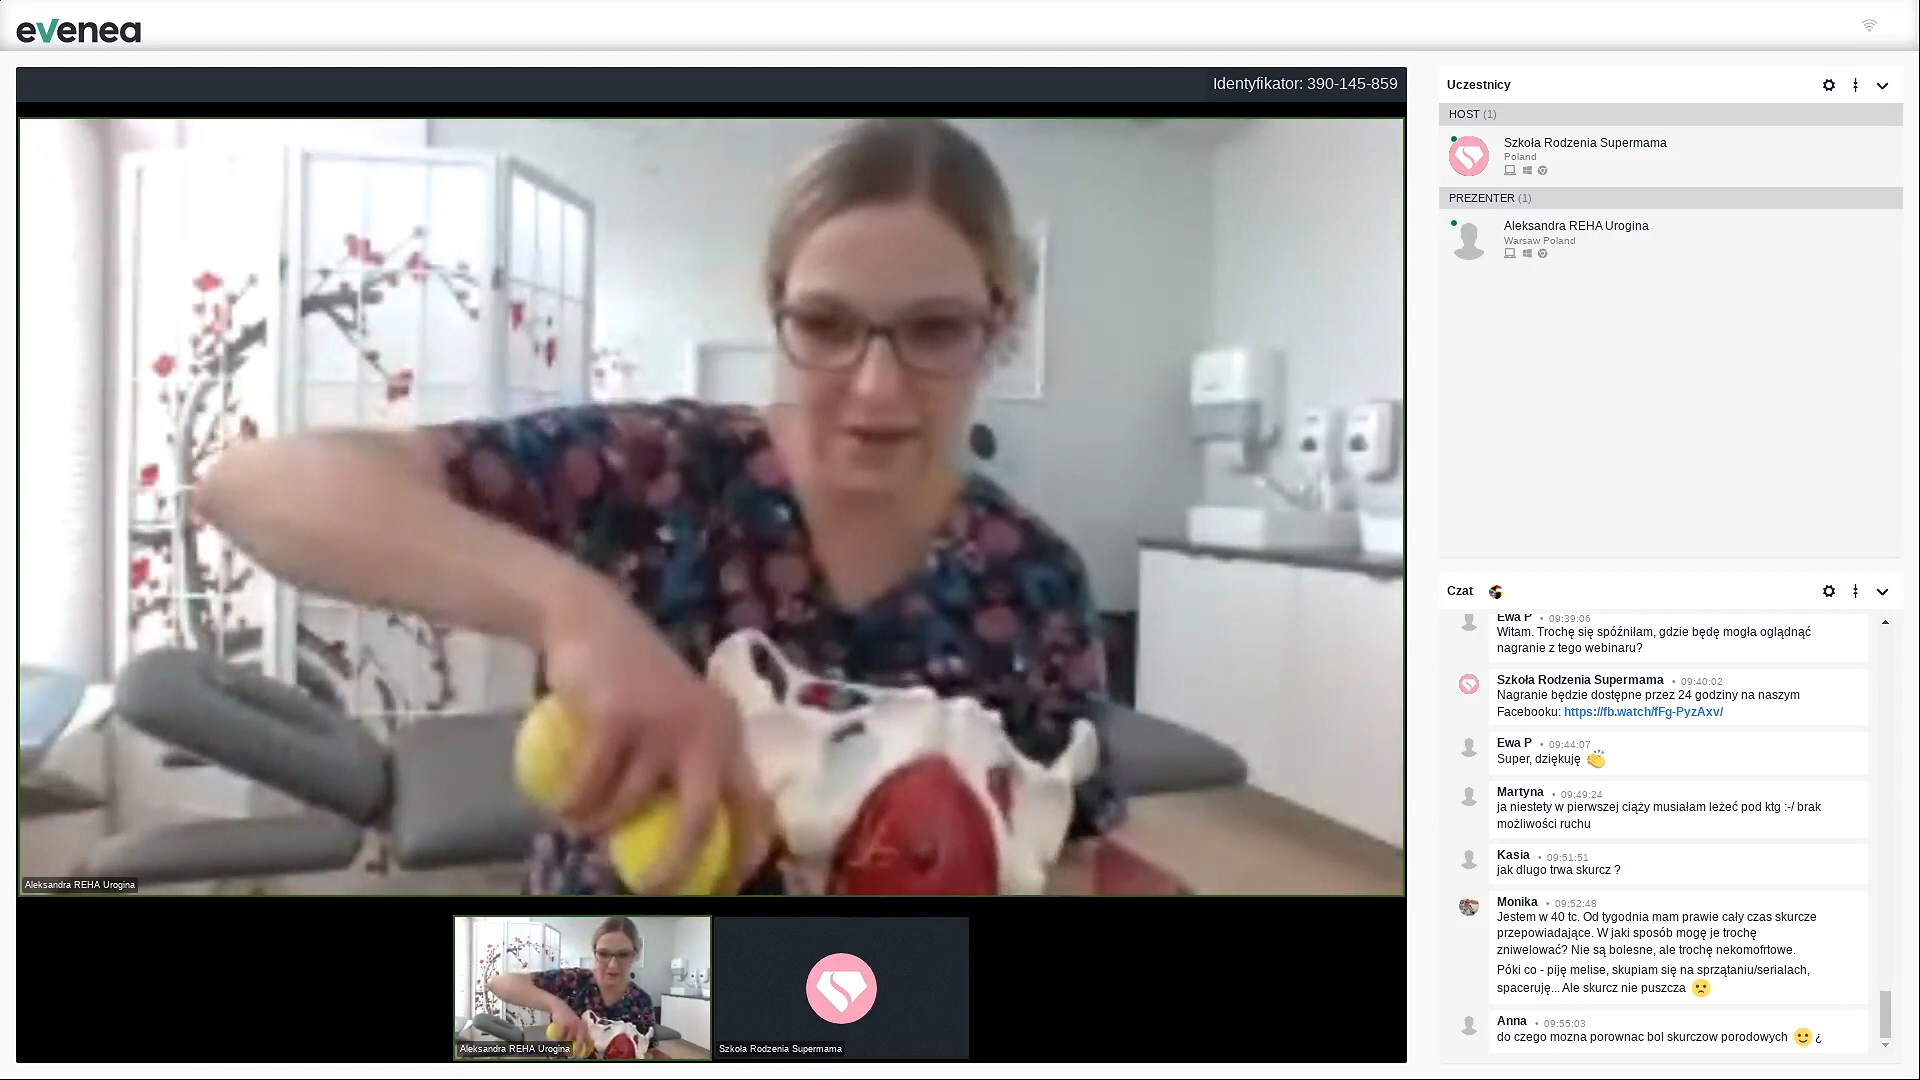 evenea
Identyfikator: 390-145-859
Aleksandra REHA Urogina
Aleksandra REHA Urogina
Szkoła Rodzenia Supermama
Uczestnicy
HOST (1)
Szkoła Rodzenia Supermama
Poland
PREZENTER (1)
Aleksandra REHA Urogina
Warsaw Poland
Czat
Ewa P • 09:39:06
Witam. Trochę się spóźniłam, gdzie będę mogła oglądnąć
nagranie z tego webinaru?
Szkoła Rodzenia Supermama • 09:40:02
Nagranie będzie dostępne przez 24 godziny na naszym
Facebooku: https://fb.watch/fFg-PyzAxv/
Ewa P • 09:44:07
Super, dziękuję 👏
Martyna • 09:49:24
ja niestety w pierwszej ciąży musiałam leżeć pod ktg :-/ brak
możliwości ruchu
Kasia • 09:51:51
jak dlugo trwa skurcz ?
Monika • 09:52:48
Jestem w 40 tc. Od tygodnia mam prawie cały czas skurcze
przepowiadające. W jaki sposób mogę je trochę
zniwelować? Nie są bolesne, ale trochę nekomofrtowe.
Póki co - piję melise, skupiam się na sprzątaniu/serialach,
spaceruję... Ale skurcz nie puszcza 🙁
Anna • 09:55:03
do czego mozna porownac bol skurczow porodowych 🙂 ¿